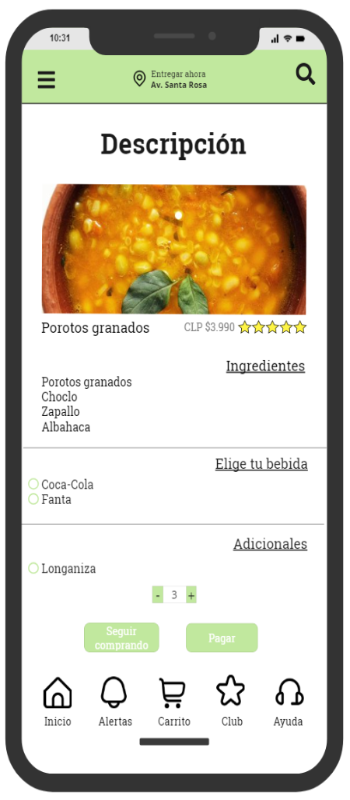 10:31
Entregar ahora
Av. Santa Rosa
Descripción
Porotos granados CLP $3.990
Ingredientes
Porotos granados
Choclo
Zapallo
Albahaca
Elige tu bebida
Coca-Cola
Fanta
Adicionales
Longaniza
- 3 +
Seguir
comprando
Pagar
Inicio Alertas Carrito Club Ayuda